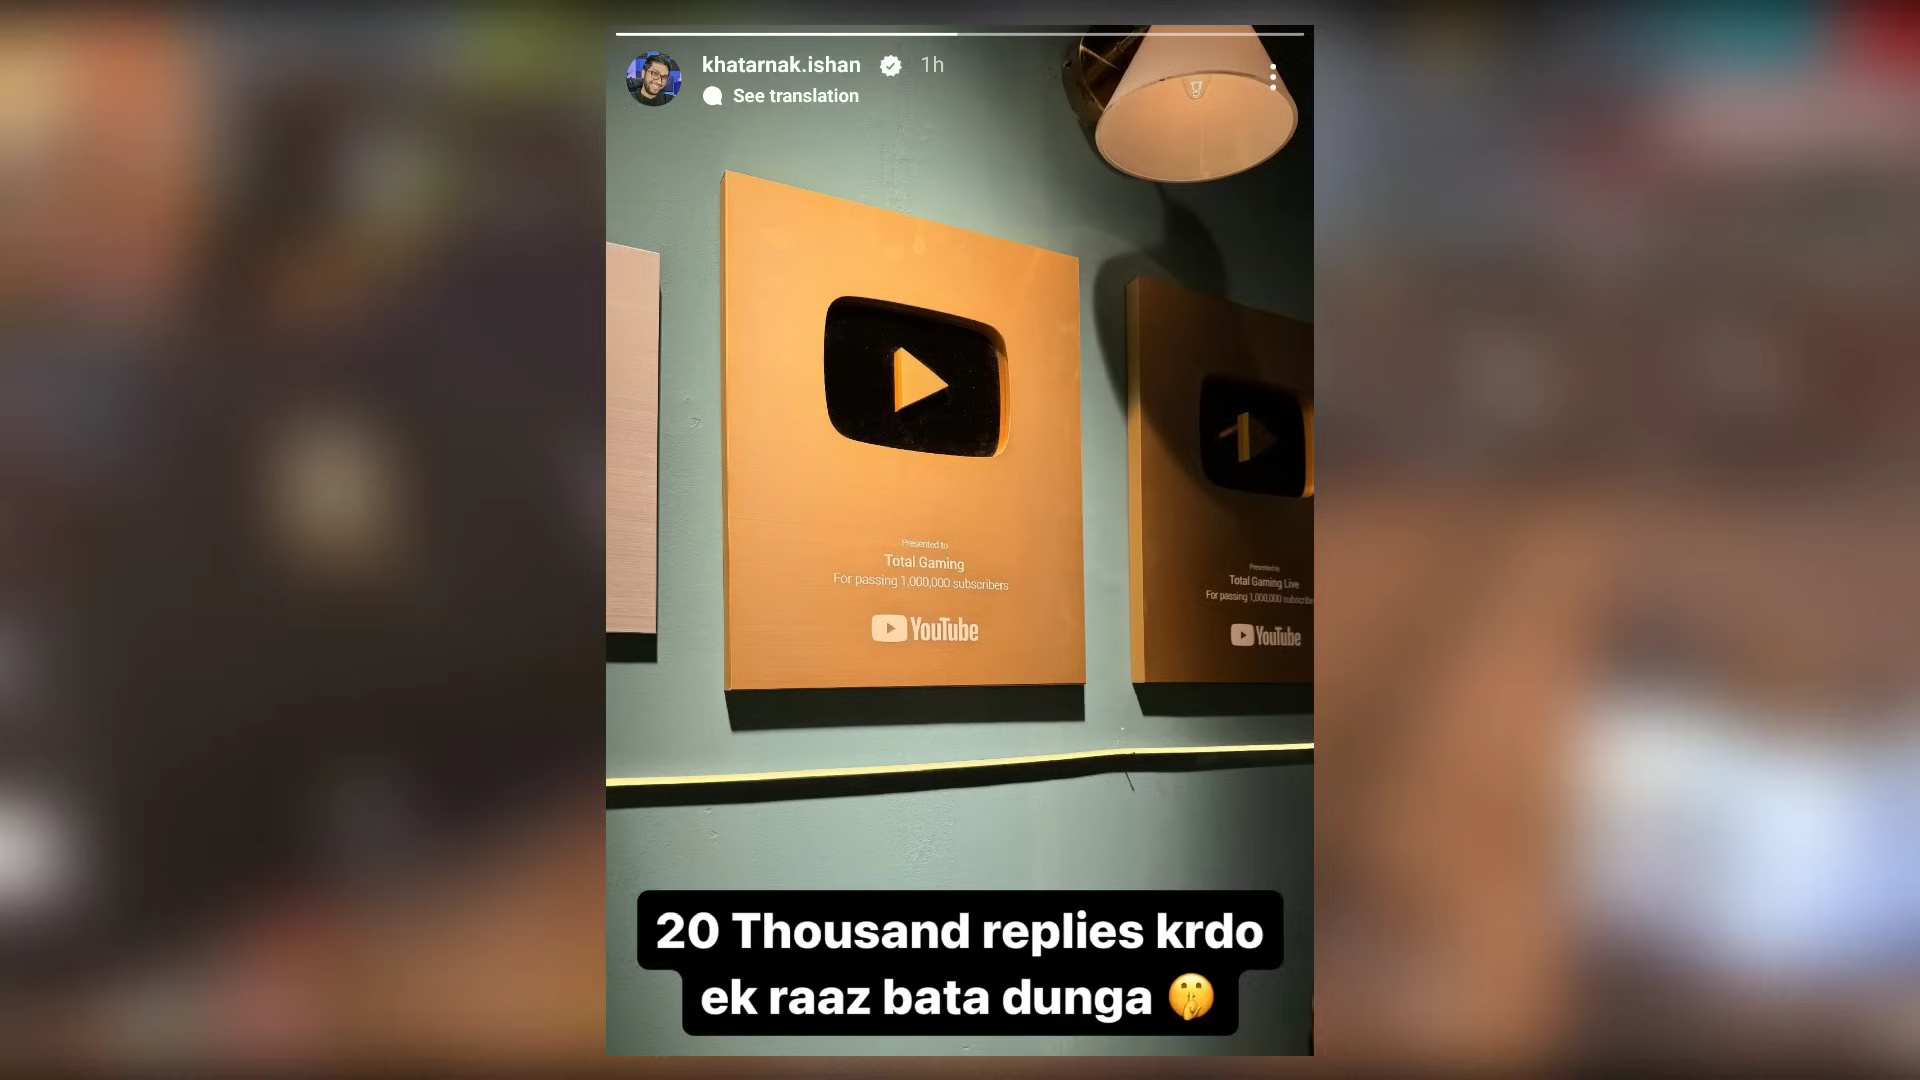 khatarnak.ishan 1h
See translation
Presented to
Total Gaming
For passing 1,000,000 subscribers
YouTube
Presented to
Total Gaming Live
For passing 1,000,000 subscribe
YouTube
20 Thousand replies krdo
ek raaz bata dunga 🤫